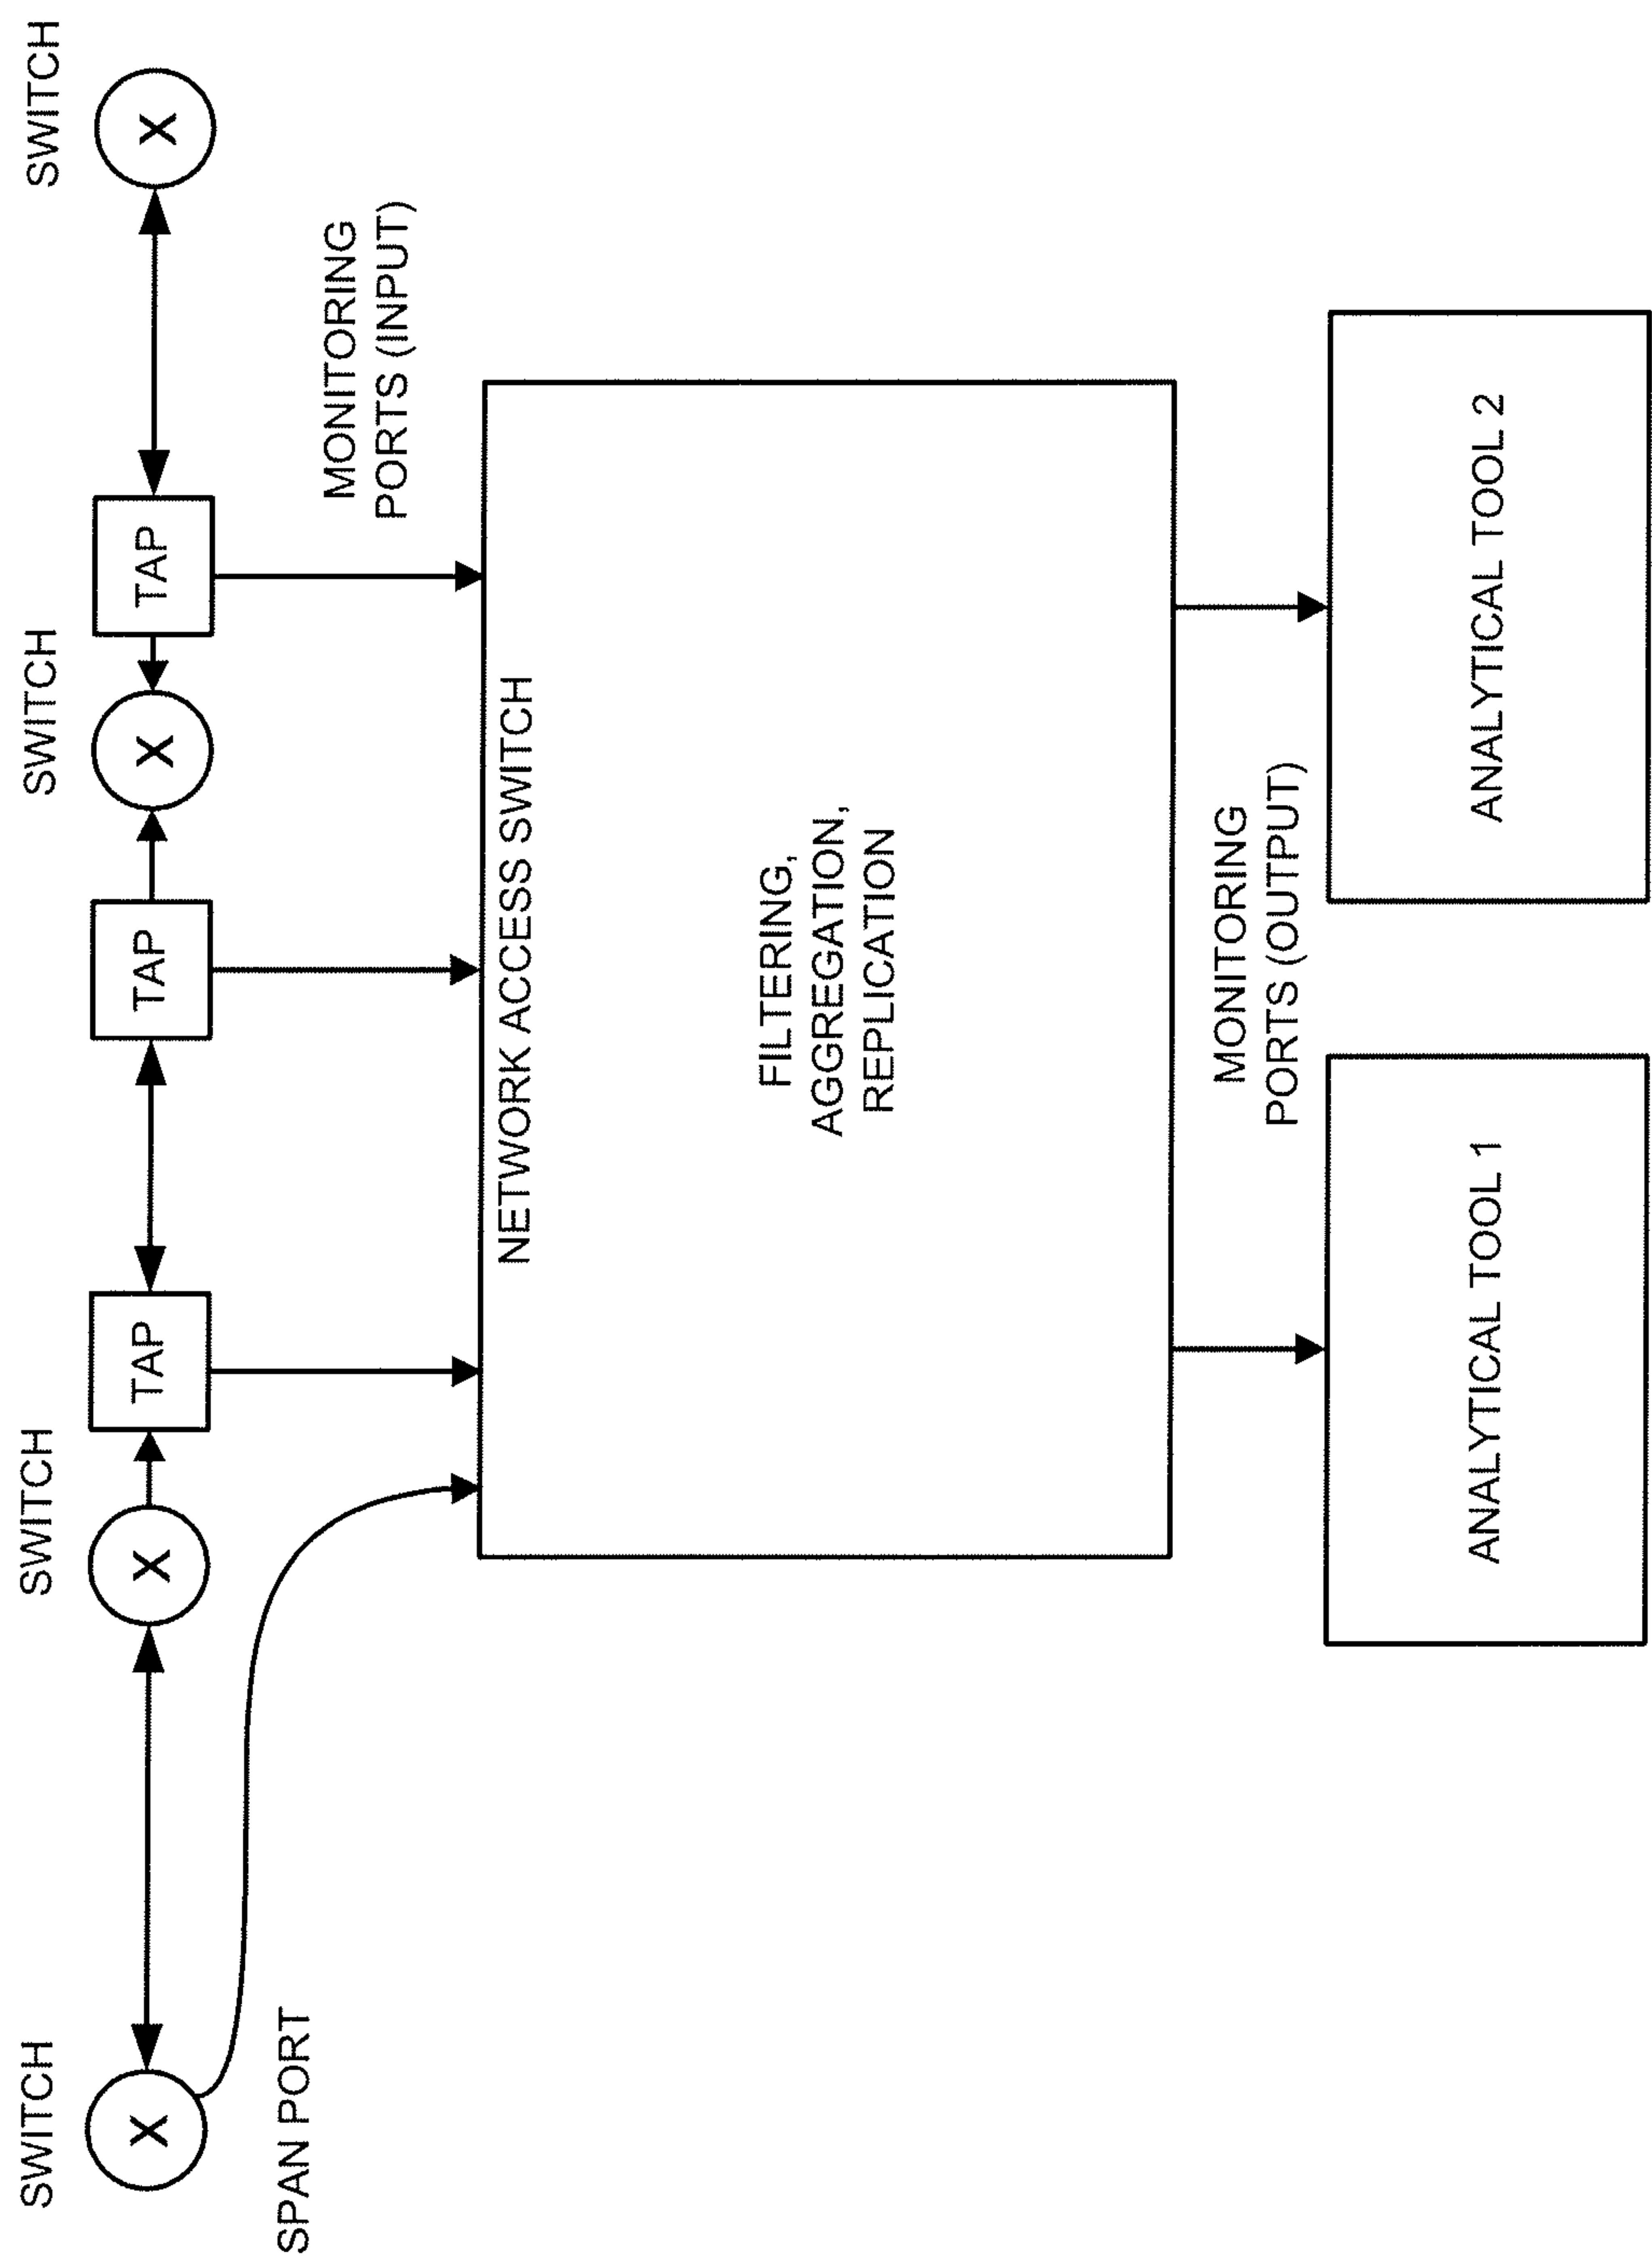 SWITCH
SWITCH
SWITCH
SWITCH
X
X
TAP
TAP
X
TAP
X
SPAN PORT
MONITORING
PORTS (INPUT)
NETWORK ACCESS SWITCH
FILTERING,
AGGREGATION,
REPLICATION
MONITORING
PORTS (OUTPUT)
ANALYTICAL TOOL 1
ANALYTICAL TOOL 2